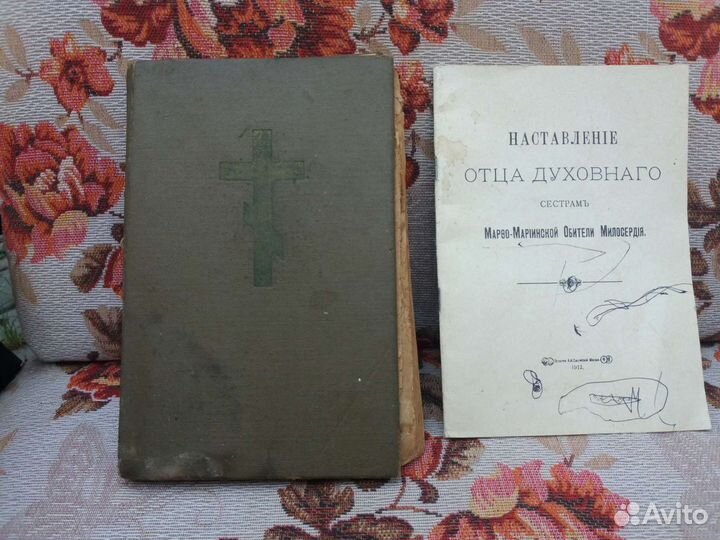 НАСТАВЛЕНІЕ
ОТЦА ДУХОВНАГО
СЕСТРАМЪ
МАРѲО-МАРІИНСКОЙ ОБИТЕЛИ МИЛОСЕРДІЯ.
1912.
Avito